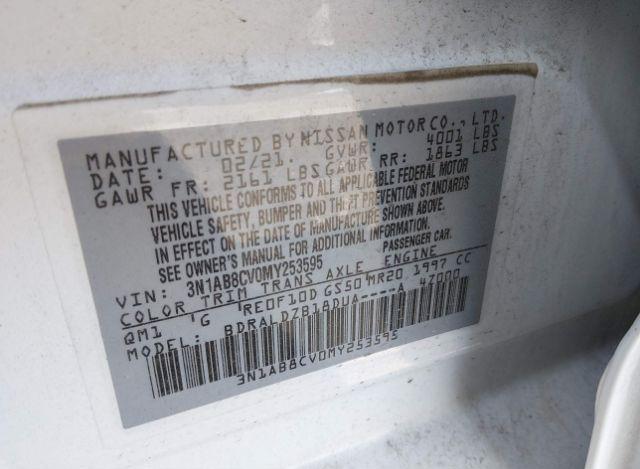 MANUFACTURED BY NISSAN MOTOR CO., LTD.
DATE: 02/21. GVWR: 4001 LBS
GAWR FR: 2161 LBS GAWR RR: 1863 LBS
THIS VEHICLE CONFORMS TO ALL APPLICABLE FEDERAL MOTOR
VEHICLE SAFETY, BUMPER AND THEFT PREVENTION STANDARDS
IN EFFECT ON THE DATE OF MANUFACTURE SHOWN ABOVE.
SEE OWNER'S MANUAL FOR ADDITIONAL INFORMATION.
VIN: 3N1AB8CV0MY253595 PASSENGER CAR.
COLOR TRIM TRANS AXLE ENGINE
QM1 'G 'RE0F10D GS50'MR20 1997 CC
MODEL: BDRALDZB18DUA----A 4Z000
3N1AB8CV0MY253595